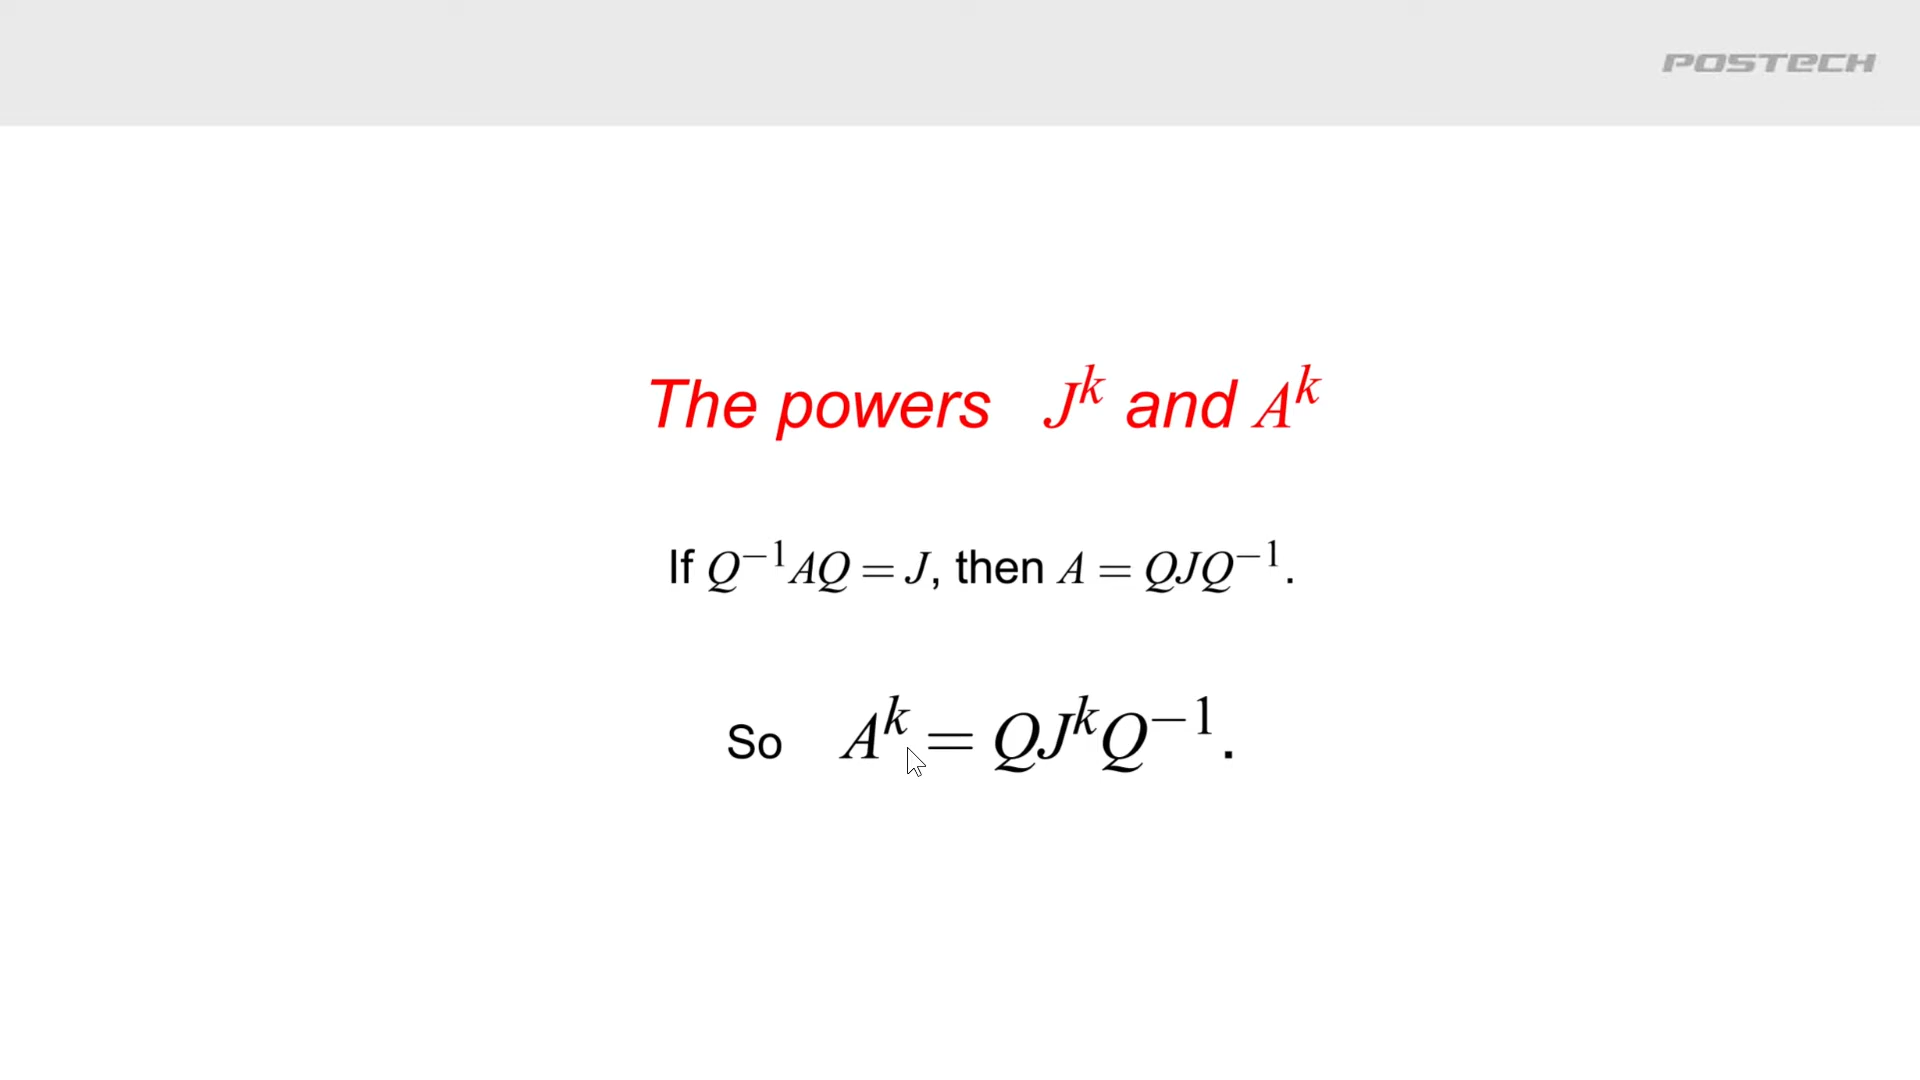 POSTECH
The powers J^k and A^k
If Q^{-1}AQ = J, then A = QJQ^{-1}.
So A^k = QJ^kQ^{-1}.